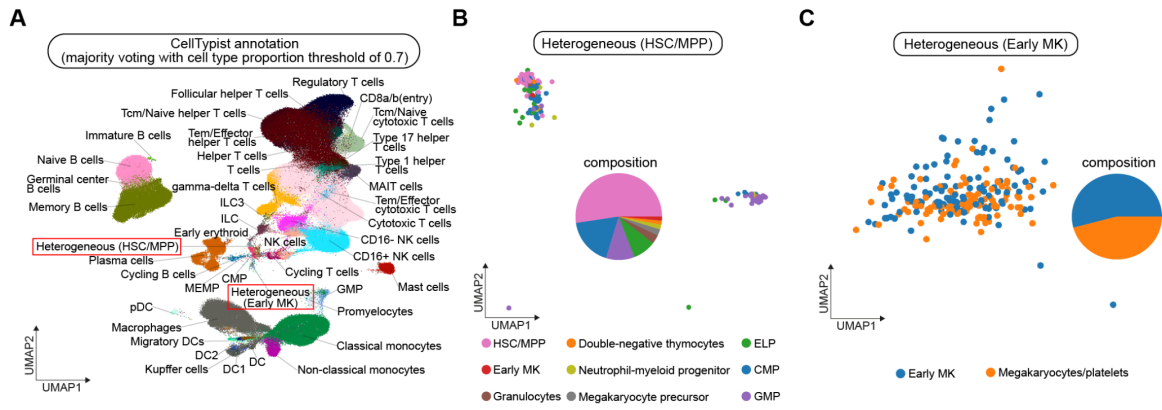 A
CellTypist annotation
(majority voting with cell type proportion threshold of 0.7)
Regulatory T cells
Follicular helper T cells
CD8a/b(entry)
Tcm/Naive helper T cells
Tcm/Naive
cytotoxic T cells
Immature B cells
Tem/Effector
helper T cells
Type 17 helper
T cells
Naive B cells
Helper T cells
Type 1 helper
T cells
T cells
Germinal center
B cells
gamma-delta T cells
MAIT cells
Memory B cells
ILC3
Tem/Effector
cytotoxic T cells
ILC
Cytotoxic T cells
Early erythroid
CD16- NK cells
Heterogeneous (HSC/MPP)
NK cells
Plasma cells
CD16+ NK cells
Cycling B cells
Cycling T cells
CMP
MEMP
Mast cells
Heterogeneous
(Early MK)
GMP
pDC
Promyelocytes
Macrophages
Migratory DCs
Classical monocytes
DC2
DC
Kupffer cells
DC1
Non-classical monocytes
UMAP2
UMAP1
B
Heterogeneous (HSC/MPP)
composition
UMAP2
UMAP1
HSC/MPP
Double-negative thymocytes
ELP
Early MK
Neutrophil-myeloid progenitor
CMP
Granulocytes
Megakaryocyte precursor
GMP
C
Heterogeneous (Early MK)
composition
UMAP2
UMAP1
Early MK
Megakaryocytes/platelets